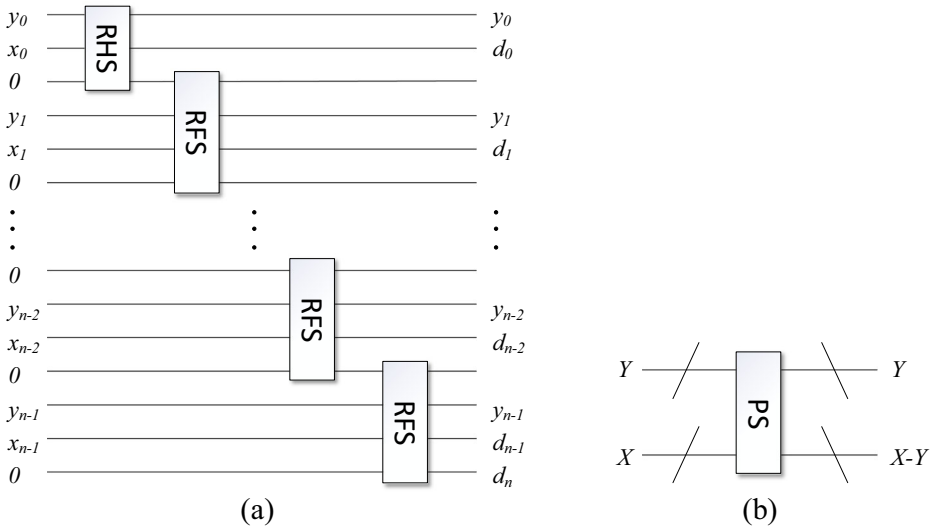 y0 y0
RHS
x0 d0
0
y1 y1
RFS
x1 d1
0
0
yn-2 yn-2
RFS
xn-2 dn-2
0
yn-1 yn-1
RFS
xn-1 dn-1
0 dn
(a)
Y Y
PS
X X-Y
(b)